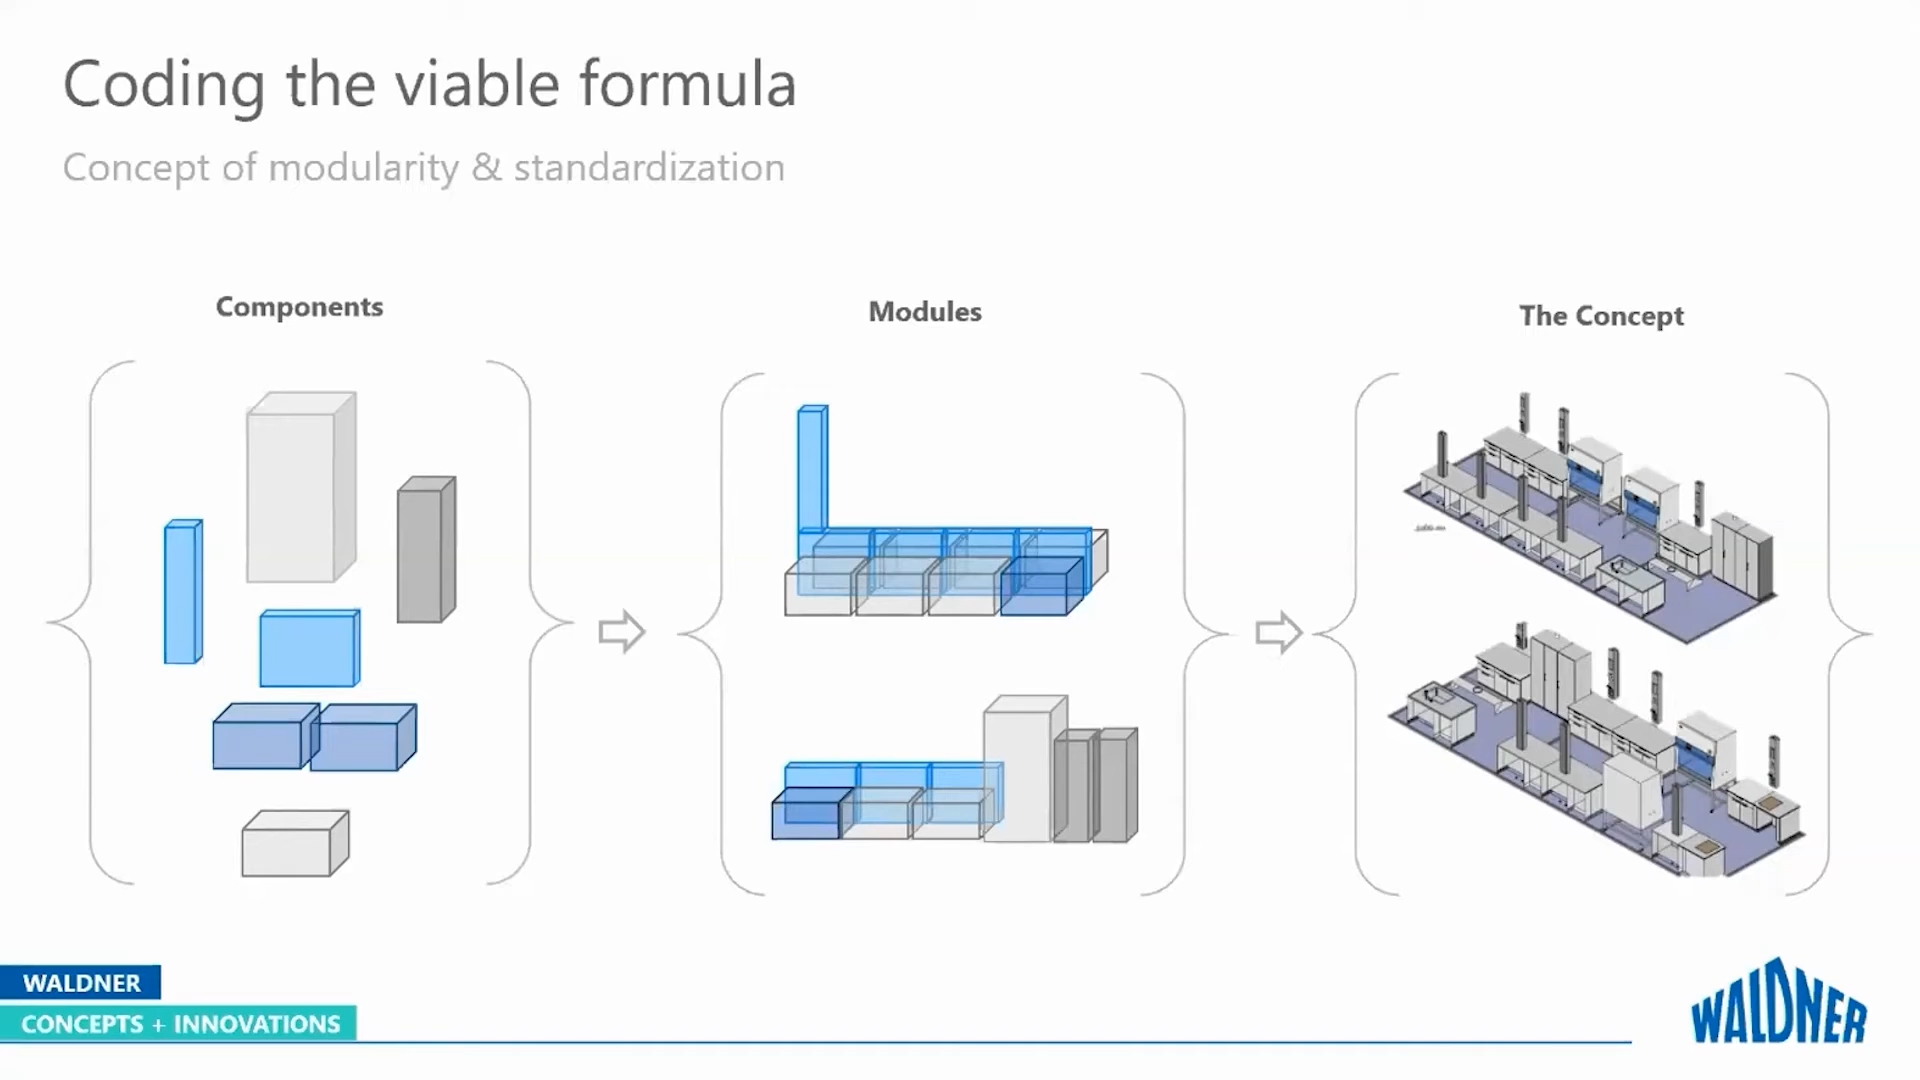 Coding the viable formula
Concept of modularity & standardization
Components
Modules
The Concept
WALDNER
CONCEPTS + INNOVATIONS
WALDNER